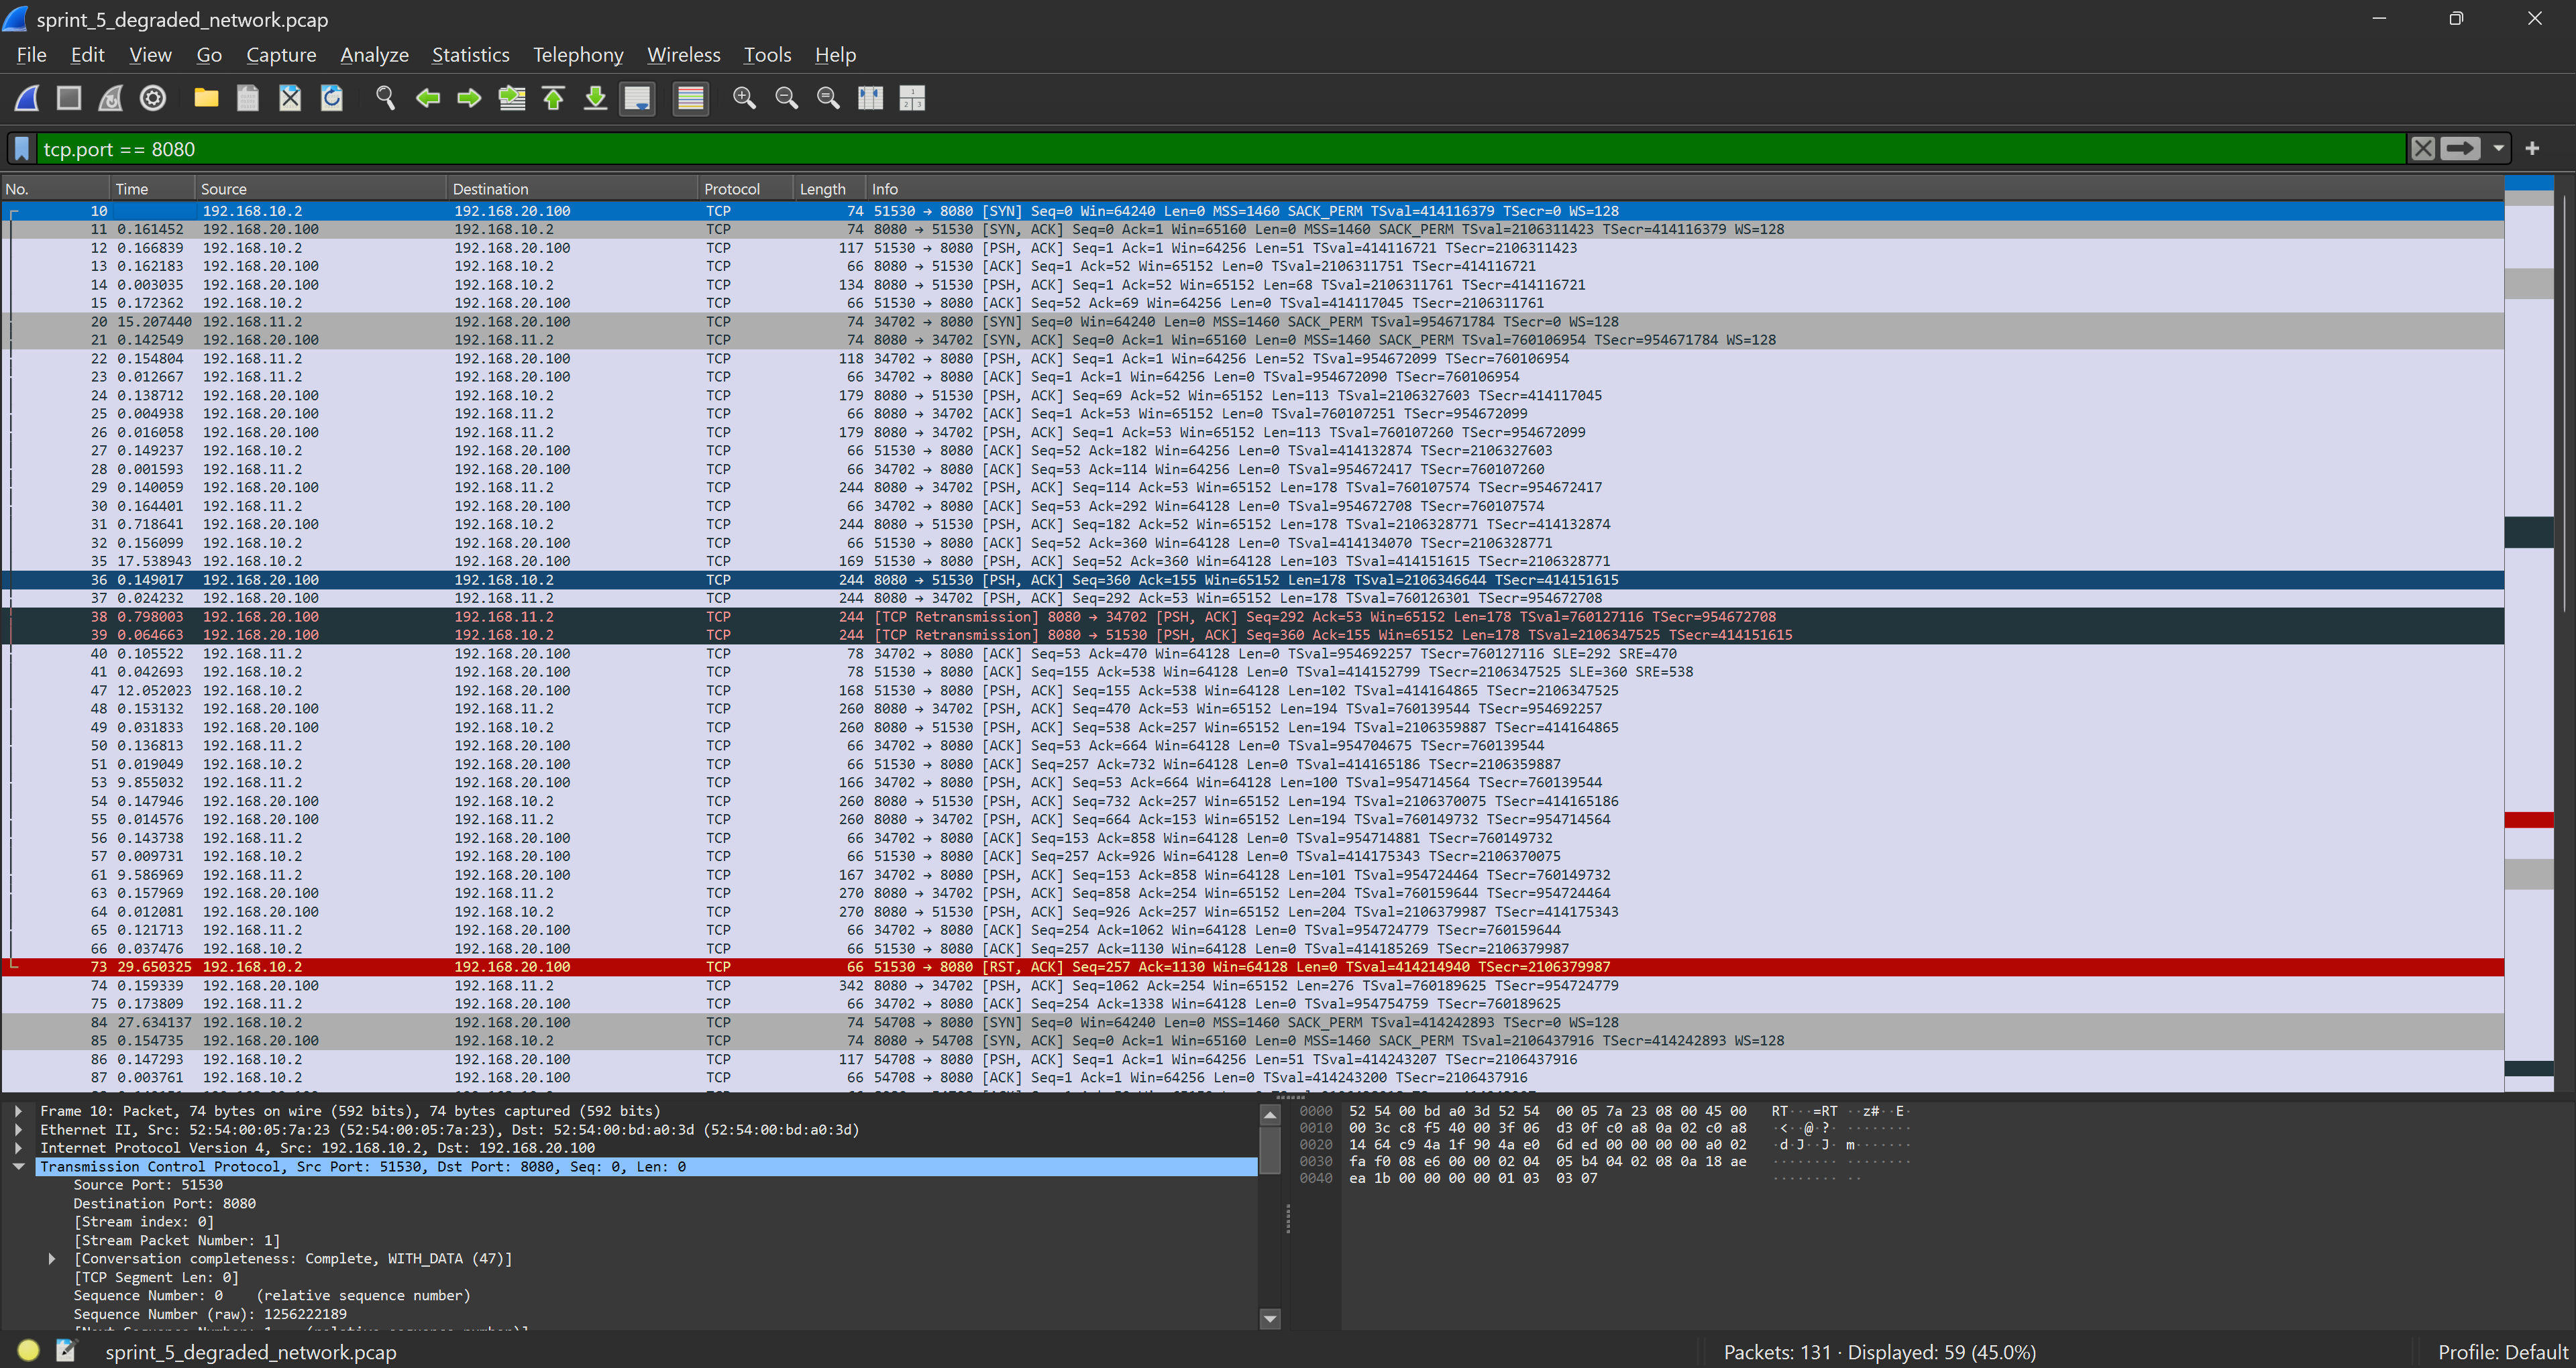 sprint_5_degraded_network.pcap
File Edit View Go Capture Analyze Statistics Telephony Wireless Tools Help
tcp.port == 8080
No. Time Source Destination Protocol Length Info
10 192.168.10.2 192.168.20.100 TCP 74 51530 → 8080 [SYN] Seq=0 Win=64240 Len=0 MSS=1460 SACK_PERM TSval=414116379 TSecr=0 WS=128
11 0.161452 192.168.20.100 192.168.10.2 TCP 74 8080 → 51530 [SYN, ACK] Seq=0 Ack=1 Win=65160 Len=0 MSS=1460 SACK_PERM TSval=2106311423 TSecr=414116379 WS=128
12 0.166839 192.168.10.2 192.168.20.100 TCP 117 51530 → 8080 [PSH, ACK] Seq=1 Ack=1 Win=64256 Len=51 TSval=414116721 TSecr=2106311423
13 0.162183 192.168.20.100 192.168.10.2 TCP 66 8080 → 51530 [ACK] Seq=1 Ack=52 Win=65152 Len=0 TSval=2106311751 TSecr=414116721
14 0.003035 192.168.20.100 192.168.10.2 TCP 134 8080 → 51530 [PSH, ACK] Seq=1 Ack=52 Win=65152 Len=68 TSval=2106311761 TSecr=414116721
15 0.172362 192.168.10.2 192.168.20.100 TCP 66 51530 → 8080 [ACK] Seq=52 Ack=69 Win=64256 Len=0 TSval=414117045 TSecr=2106311761
20 15.207440 192.168.11.2 192.168.20.100 TCP 74 34702 → 8080 [SYN] Seq=0 Win=64240 Len=0 MSS=1460 SACK_PERM TSval=954671784 TSecr=0 WS=128
21 0.142549 192.168.20.100 192.168.11.2 TCP 74 8080 → 34702 [SYN, ACK] Seq=0 Ack=1 Win=65160 Len=0 MSS=1460 SACK_PERM TSval=760106954 TSecr=954671784 WS=128
22 0.154804 192.168.11.2 192.168.20.100 TCP 118 34702 → 8080 [PSH, ACK] Seq=1 Ack=1 Win=64256 Len=52 TSval=954672099 TSecr=760106954
23 0.012667 192.168.11.2 192.168.20.100 TCP 66 34702 → 8080 [ACK] Seq=1 Ack=1 Win=64256 Len=0 TSval=954672090 TSecr=760106954
24 0.138712 192.168.20.100 192.168.10.2 TCP 179 8080 → 51530 [PSH, ACK] Seq=69 Ack=52 Win=65152 Len=113 TSval=2106327603 TSecr=414117045
25 0.004938 192.168.20.100 192.168.11.2 TCP 66 8080 → 34702 [ACK] Seq=1 Ack=53 Win=65152 Len=0 TSval=760107251 TSecr=954672099
26 0.016058 192.168.20.100 192.168.11.2 TCP 179 8080 → 34702 [PSH, ACK] Seq=1 Ack=53 Win=65152 Len=113 TSval=760107260 TSecr=954672099
27 0.149237 192.168.10.2 192.168.20.100 TCP 66 51530 → 8080 [ACK] Seq=52 Ack=182 Win=64256 Len=0 TSval=414132874 TSecr=2106327603
28 0.001593 192.168.11.2 192.168.20.100 TCP 66 34702 → 8080 [ACK] Seq=53 Ack=114 Win=64256 Len=0 TSval=954672417 TSecr=760107260
29 0.140059 192.168.20.100 192.168.11.2 TCP 244 8080 → 34702 [PSH, ACK] Seq=114 Ack=53 Win=65152 Len=178 TSval=760107574 TSecr=954672417
30 0.164401 192.168.11.2 192.168.20.100 TCP 66 34702 → 8080 [ACK] Seq=53 Ack=292 Win=64128 Len=0 TSval=954672708 TSecr=760107574
31 0.718641 192.168.20.100 192.168.10.2 TCP 244 8080 → 51530 [PSH, ACK] Seq=182 Ack=52 Win=65152 Len=178 TSval=2106328771 TSecr=414132874
32 0.156099 192.168.10.2 192.168.20.100 TCP 66 51530 → 8080 [ACK] Seq=52 Ack=360 Win=64128 Len=0 TSval=414134070 TSecr=2106328771
35 17.538943 192.168.10.2 192.168.20.100 TCP 169 51530 → 8080 [PSH, ACK] Seq=52 Ack=360 Win=64128 Len=103 TSval=414151615 TSecr=2106328771
36 0.149017 192.168.20.100 192.168.10.2 TCP 244 8080 → 51530 [PSH, ACK] Seq=360 Ack=155 Win=65152 Len=178 TSval=2106346644 TSecr=414151615
37 0.024232 192.168.20.100 192.168.11.2 TCP 244 8080 → 34702 [PSH, ACK] Seq=292 Ack=53 Win=65152 Len=178 TSval=760126301 TSecr=954672708
38 0.798003 192.168.20.100 192.168.11.2 TCP 244 [TCP Retransmission] 8080 → 34702 [PSH, ACK] Seq=292 Ack=53 Win=65152 Len=178 TSval=760127116 TSecr=954672708
39 0.064663 192.168.20.100 192.168.10.2 TCP 244 [TCP Retransmission] 8080 → 51530 [PSH, ACK] Seq=360 Ack=155 Win=65152 Len=178 TSval=2106347525 TSecr=414151615
40 0.105522 192.168.11.2 192.168.20.100 TCP 78 34702 → 8080 [ACK] Seq=53 Ack=470 Win=64128 Len=0 TSval=954692257 TSecr=760127116 SLE=292 SRE=470
41 0.042693 192.168.10.2 192.168.20.100 TCP 78 51530 → 8080 [ACK] Seq=155 Ack=538 Win=64128 Len=0 TSval=414152799 TSecr=2106347525 SLE=360 SRE=538
47 12.052023 192.168.10.2 192.168.20.100 TCP 168 51530 → 8080 [PSH, ACK] Seq=155 Ack=538 Win=64128 Len=102 TSval=414164865 TSecr=2106347525
48 0.153132 192.168.20.100 192.168.11.2 TCP 260 8080 → 34702 [PSH, ACK] Seq=470 Ack=53 Win=65152 Len=194 TSval=760139544 TSecr=954692257
49 0.031833 192.168.20.100 192.168.10.2 TCP 260 8080 → 51530 [PSH, ACK] Seq=538 Ack=257 Win=65152 Len=194 TSval=2106359887 TSecr=414164865
50 0.136813 192.168.11.2 192.168.20.100 TCP 66 34702 → 8080 [ACK] Seq=53 Ack=664 Win=64128 Len=0 TSval=954704675 TSecr=760139544
51 0.019049 192.168.10.2 192.168.20.100 TCP 66 51530 → 8080 [ACK] Seq=257 Ack=732 Win=64128 Len=0 TSval=414165186 TSecr=2106359887
53 9.855032 192.168.11.2 192.168.20.100 TCP 166 34702 → 8080 [PSH, ACK] Seq=53 Ack=664 Win=64128 Len=100 TSval=954714564 TSecr=760139544
54 0.147946 192.168.20.100 192.168.10.2 TCP 260 8080 → 51530 [PSH, ACK] Seq=732 Ack=257 Win=65152 Len=194 TSval=2106370075 TSecr=414165186
55 0.014576 192.168.20.100 192.168.11.2 TCP 260 8080 → 34702 [PSH, ACK] Seq=664 Ack=153 Win=65152 Len=194 TSval=760149732 TSecr=954714564
56 0.143738 192.168.11.2 192.168.20.100 TCP 66 34702 → 8080 [ACK] Seq=153 Ack=858 Win=64128 Len=0 TSval=954714881 TSecr=760149732
57 0.009731 192.168.10.2 192.168.20.100 TCP 66 51530 → 8080 [ACK] Seq=257 Ack=926 Win=64128 Len=0 TSval=414175343 TSecr=2106370075
61 9.586969 192.168.11.2 192.168.20.100 TCP 167 34702 → 8080 [PSH, ACK] Seq=153 Ack=858 Win=64128 Len=101 TSval=954724464 TSecr=760149732
63 0.157969 192.168.20.100 192.168.11.2 TCP 270 8080 → 34702 [PSH, ACK] Seq=858 Ack=254 Win=65152 Len=204 TSval=760159644 TSecr=954724464
64 0.012081 192.168.20.100 192.168.10.2 TCP 270 8080 → 51530 [PSH, ACK] Seq=926 Ack=257 Win=65152 Len=204 TSval=2106379987 TSecr=414175343
65 0.121713 192.168.11.2 192.168.20.100 TCP 66 34702 → 8080 [ACK] Seq=254 Ack=1062 Win=64128 Len=0 TSval=954724779 TSecr=760159644
66 0.037476 192.168.10.2 192.168.20.100 TCP 66 51530 → 8080 [ACK] Seq=257 Ack=1130 Win=64128 Len=0 TSval=414185269 TSecr=2106379987
73 29.650325 192.168.10.2 192.168.20.100 TCP 66 51530 → 8080 [RST, ACK] Seq=257 Ack=1130 Win=64128 Len=0 TSval=414214940 TSecr=2106379987
74 0.159339 192.168.20.100 192.168.11.2 TCP 342 8080 → 34702 [PSH, ACK] Seq=1062 Ack=254 Win=65152 Len=276 TSval=760189625 TSecr=954724779
75 0.173809 192.168.11.2 192.168.20.100 TCP 66 34702 → 8080 [ACK] Seq=254 Ack=1338 Win=64128 Len=0 TSval=954754759 TSecr=760189625
84 27.634137 192.168.10.2 192.168.20.100 TCP 74 54708 → 8080 [SYN] Seq=0 Win=64240 Len=0 MSS=1460 SACK_PERM TSval=414242893 TSecr=0 WS=128
85 0.154735 192.168.20.100 192.168.10.2 TCP 74 8080 → 54708 [SYN, ACK] Seq=0 Ack=1 Win=65160 Len=0 MSS=1460 SACK_PERM TSval=2106437916 TSecr=414242893 WS=128
86 0.147293 192.168.10.2 192.168.20.100 TCP 117 54708 → 8080 [PSH, ACK] Seq=1 Ack=1 Win=64256 Len=51 TSval=414243207 TSecr=2106437916
87 0.003761 192.168.10.2 192.168.20.100 TCP 66 54708 → 8080 [ACK] Seq=1 Ack=1 Win=64256 Len=0 TSval=414243200 TSecr=2106437916
Frame 10: Packet, 74 bytes on wire (592 bits), 74 bytes captured (592 bits)
Ethernet II, Src: 52:54:00:05:7a:23 (52:54:00:05:7a:23), Dst: 52:54:00:bd:a0:3d (52:54:00:bd:a0:3d)
Internet Protocol Version 4, Src: 192.168.10.2, Dst: 192.168.20.100
Transmission Control Protocol, Src Port: 51530, Dst Port: 8080, Seq: 0, Len: 0
Source Port: 51530
Destination Port: 8080
[Stream index: 0]
[Stream Packet Number: 1]
[Conversation completeness: Complete, WITH_DATA (47)]
[TCP Segment Len: 0]
Sequence Number: 0 (relative sequence number)
Sequence Number (raw): 1256222189
0000 52 54 00 bd a0 3d 52 54 00 05 7a 23 08 00 45 00 RT···=RT ··z#··E·
0010 00 3c c8 f5 40 00 3f 06 d3 0f c0 a8 0a 02 c0 a8 ·<··@·?· ········
0020 14 64 c9 4a 1f 90 4a e0 6d ed 00 00 00 00 a0 02 ·d·J··J· m·······
0030 fa f0 08 e6 00 00 02 04 05 b4 04 02 08 0a 18 ae ········ ········
0040 ea 1b 00 00 00 00 01 03 03 07 ········ ··
sprint_5_degraded_network.pcap
Packets: 131 · Displayed: 59 (45.0%)
Profile: Default